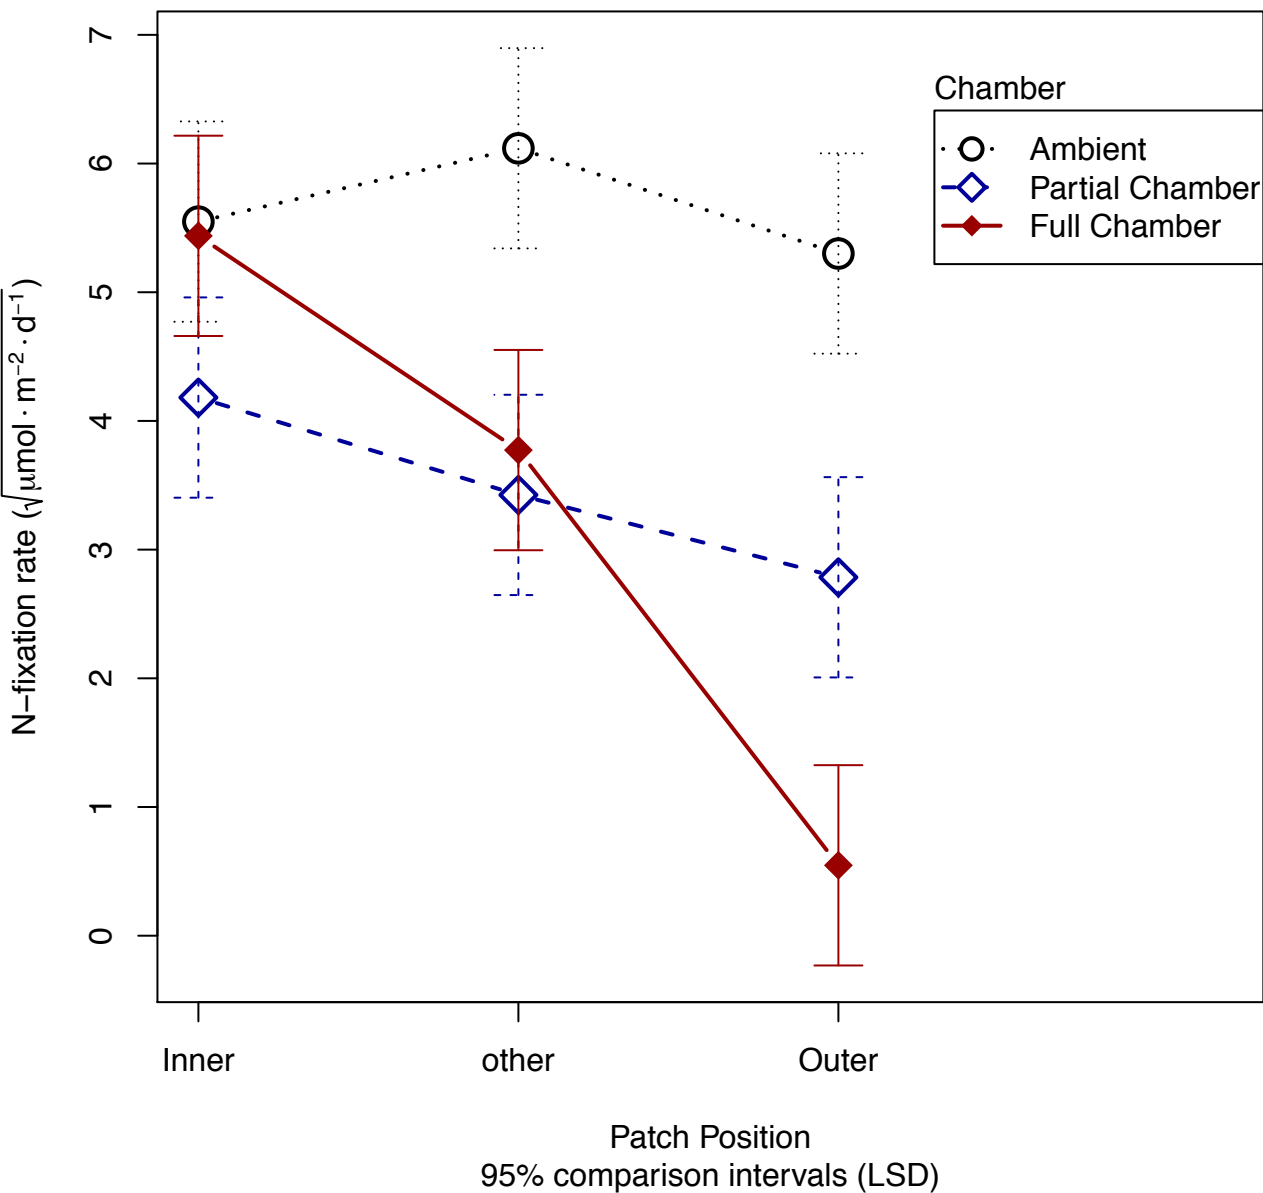 7
6
5
4
3
2
1
0
N−fixation rate (√μmol · m⁻² · d⁻¹)
Chamber
Ambient
Partial Chamber
Full Chamber
Inner other Outer
Patch Position
95% comparison intervals (LSD)